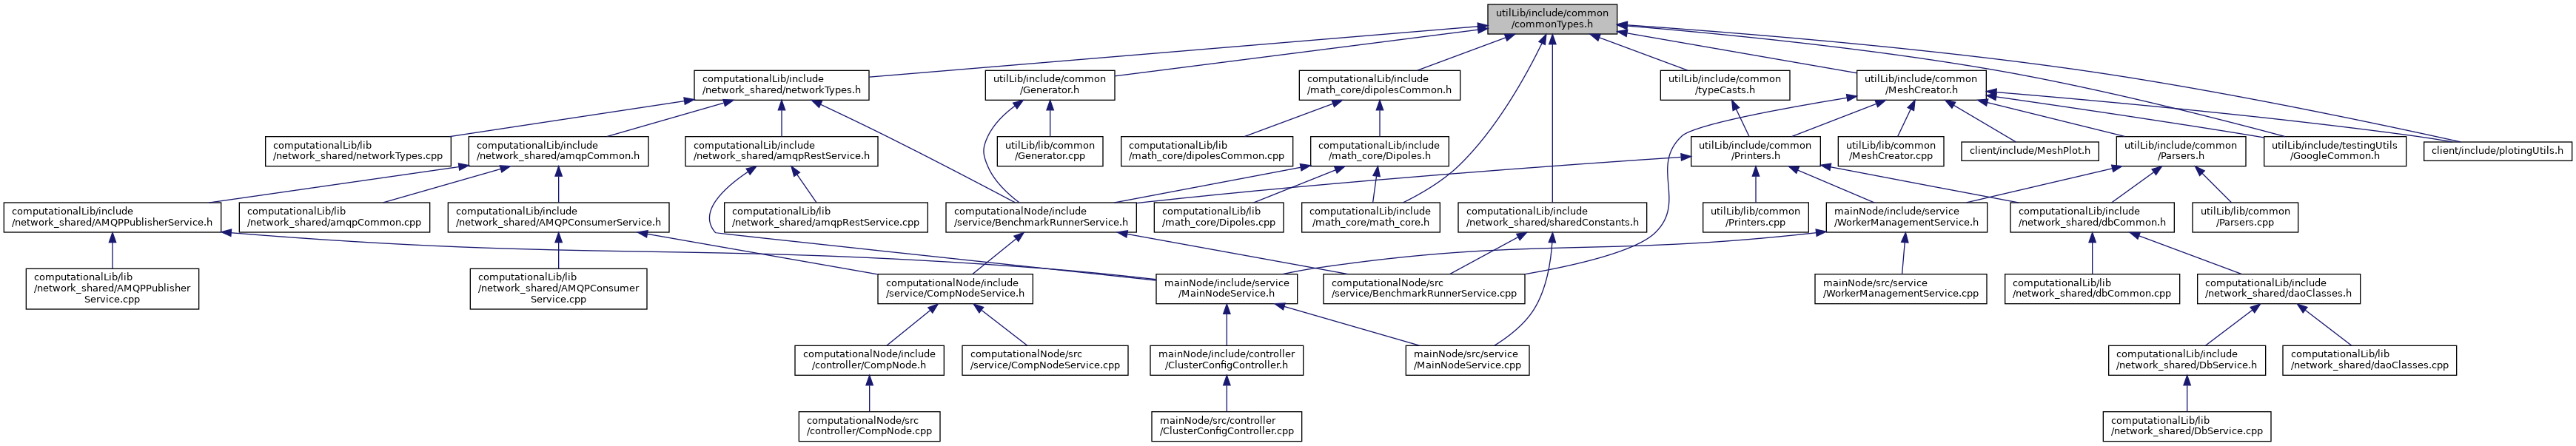 utilLib/include/common
/commonTypes.h
computationalLib/include
/network_shared/networkTypes.h
utilLib/include/common
/Generator.h
computationalLib/include
/math_core/dipolesCommon.h
utilLib/include/common
/typeCasts.h
utilLib/include/common
/MeshCreator.h
computationalLib/lib
/network_shared/networkTypes.cpp
computationalLib/include
/network_shared/amqpCommon.h
computationalLib/include
/network_shared/amqpRestService.h
utilLib/lib/common
/Generator.cpp
computationalLib/lib
/math_core/dipolesCommon.cpp
computationalLib/include
/math_core/Dipoles.h
utilLib/include/common
/Printers.h
utilLib/lib/common
/MeshCreator.cpp
client/include/MeshPlot.h
utilLib/include/common
/Parsers.h
utilLib/include/testingUtils
/GoogleCommon.h
client/include/plotingUtils.h
computationalLib/include
/network_shared/AMQPPublisherService.h
computationalLib/lib
/network_shared/amqpCommon.cpp
computationalLib/include
/network_shared/AMQPConsumerService.h
computationalLib/lib
/network_shared/amqpRestService.cpp
computationalNode/include
/service/BenchmarkRunnerService.h
computationalLib/lib
/math_core/Dipoles.cpp
computationalLib/include
/math_core/math_core.h
computationalLib/include
/network_shared/sharedConstants.h
utilLib/lib/common
/Printers.cpp
mainNode/include/service
/WorkerManagementService.h
computationalLib/include
/network_shared/dbCommon.h
utilLib/lib/common
/Parsers.cpp
computationalLib/lib
/network_shared/AMQPPublisher
Service.cpp
computationalLib/lib
/network_shared/AMQPConsumer
Service.cpp
computationalNode/include
/service/CompNodeService.h
mainNode/include/service
/MainNodeService.h
computationalNode/src
/service/BenchmarkRunnerService.cpp
mainNode/src/service
/WorkerManagementService.cpp
computationalLib/lib
/network_shared/dbCommon.cpp
computationalLib/include
/network_shared/daoClasses.h
computationalNode/include
/controller/CompNode.h
computationalNode/src
/service/CompNodeService.cpp
mainNode/include/controller
/ClusterConfigController.h
mainNode/src/service
/MainNodeService.cpp
computationalLib/include
/network_shared/DbService.h
computationalLib/lib
/network_shared/daoClasses.cpp
computationalNode/src
/controller/CompNode.cpp
mainNode/src/controller
/ClusterConfigController.cpp
computationalLib/lib
/network_shared/DbService.cpp